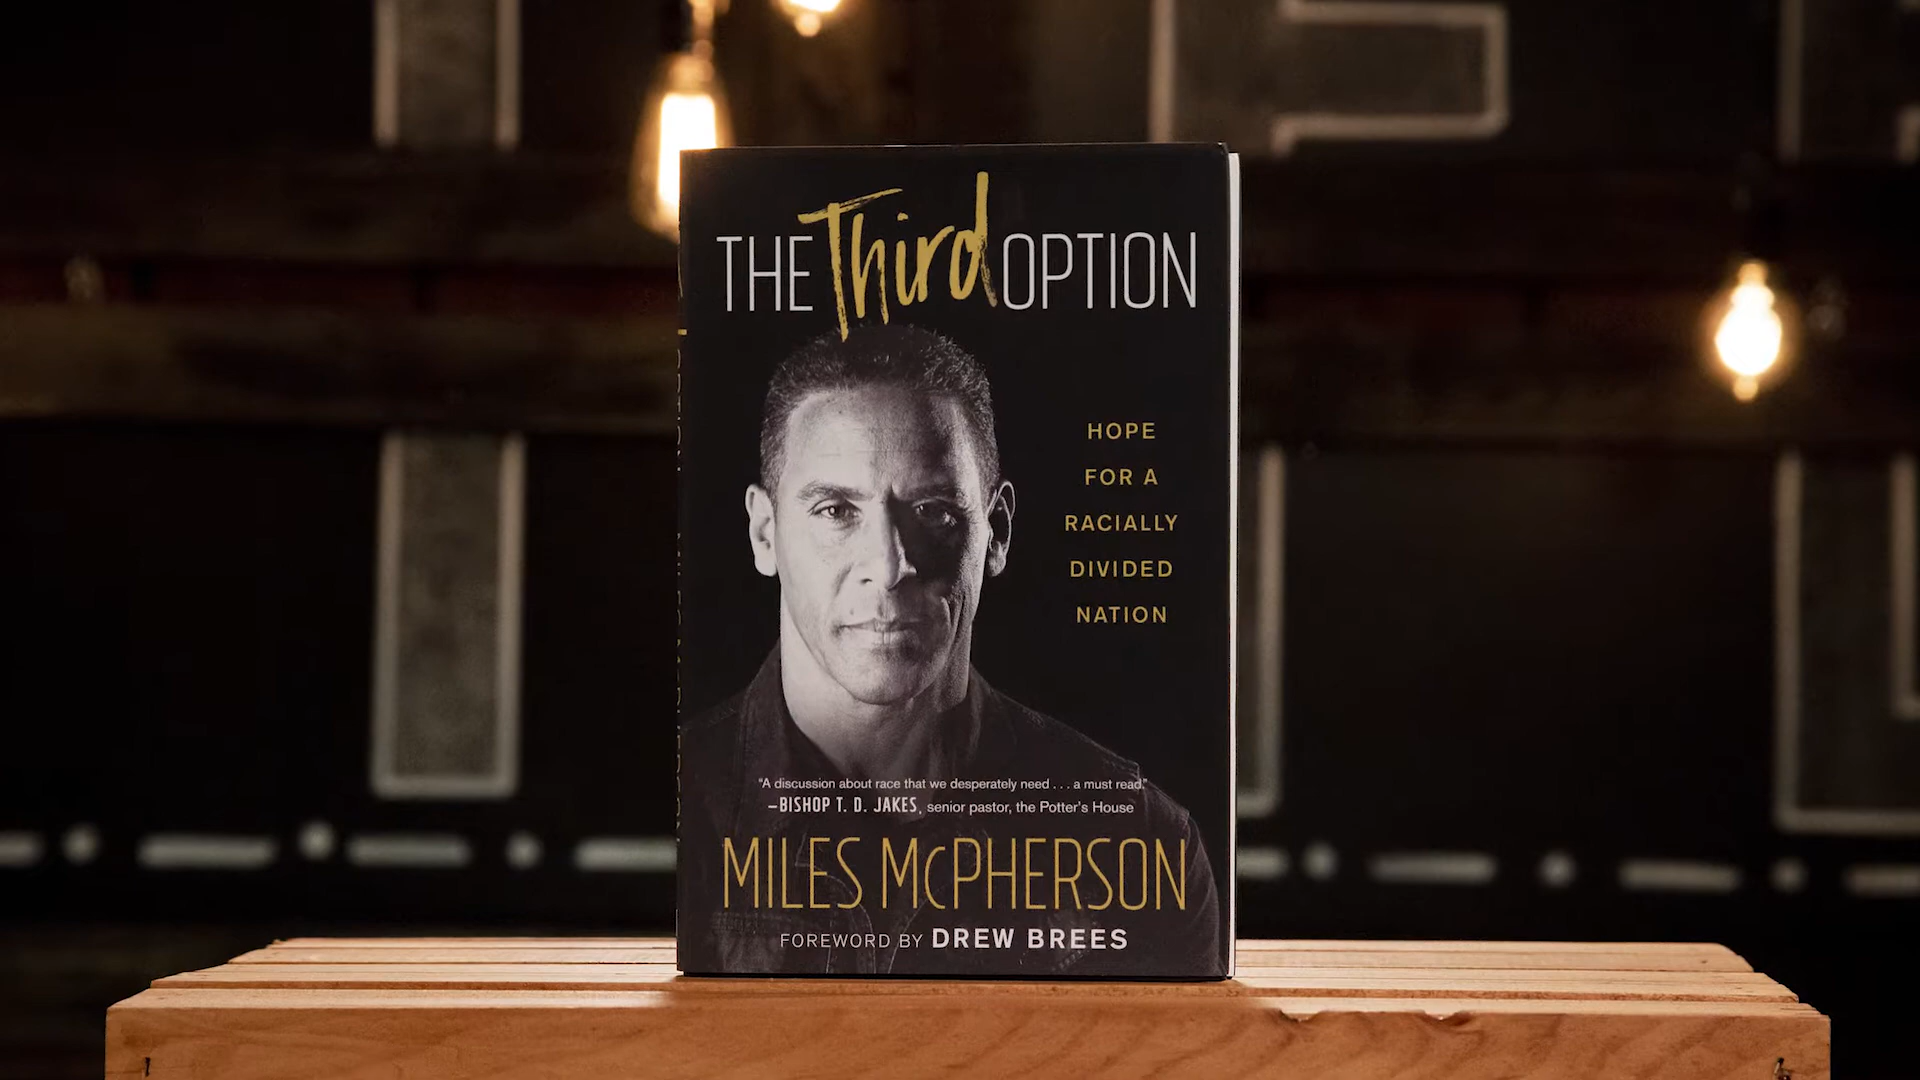 THE Third OPTION
HOPE
FOR A
RACIALLY
DIVIDED
NATION
“A discussion about race that we desperately need . . . a must read.”
–BISHOP T. D. JAKES, senior pastor, the Potter’s House
MILES McPHERSON
FOREWORD BY DREW BREES